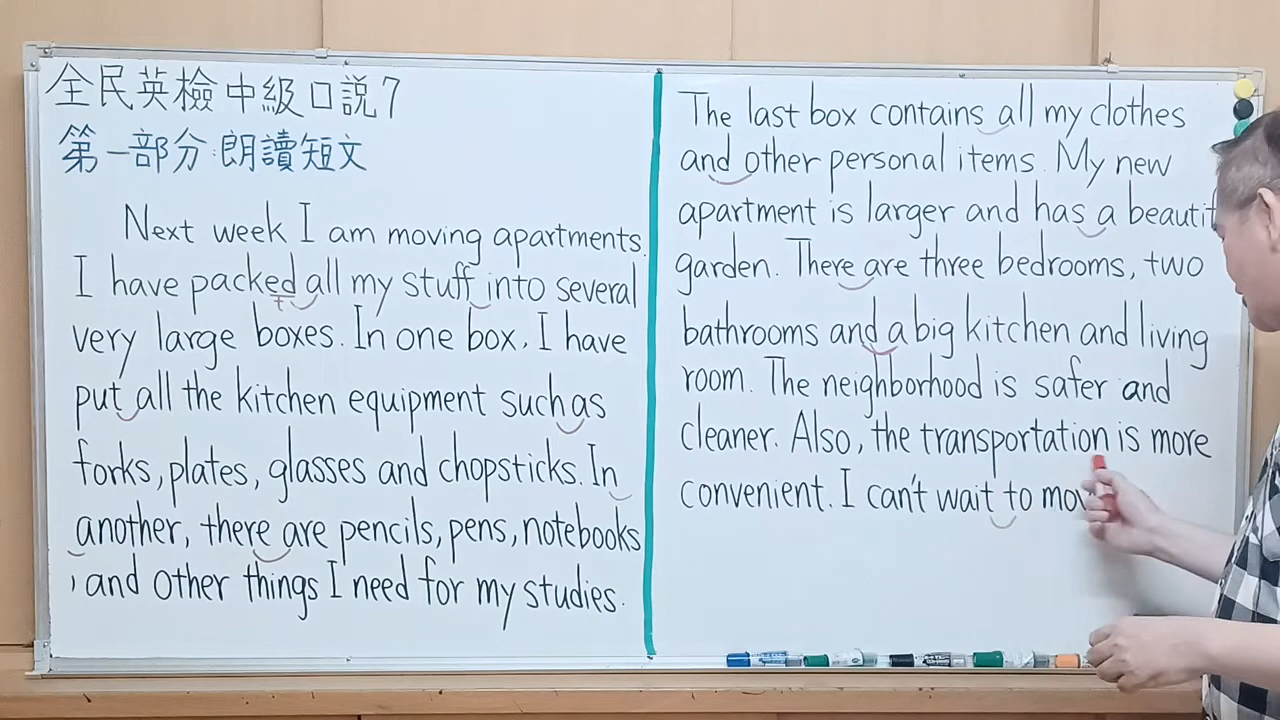 全民英檢中級口說7
第一部分:朗讀短文
Next week I am moving apartments.
I have packed all my stuff into several
t
very large boxes. In one box, I have
put all the kitchen equipment such as
forks, plates, glasses and chopsticks. In
another, there are pencils, pens, notebooks
, and other things I need for my studies.
The last box contains all my clothes
and other personal items. My new
apartment is larger and has a
garden. There are three bedrooms, two
bathrooms and a big kitchen and living
room. The neighborhood is safer and
cleaner. Also, the transportation is more
convenient. I can't wait to